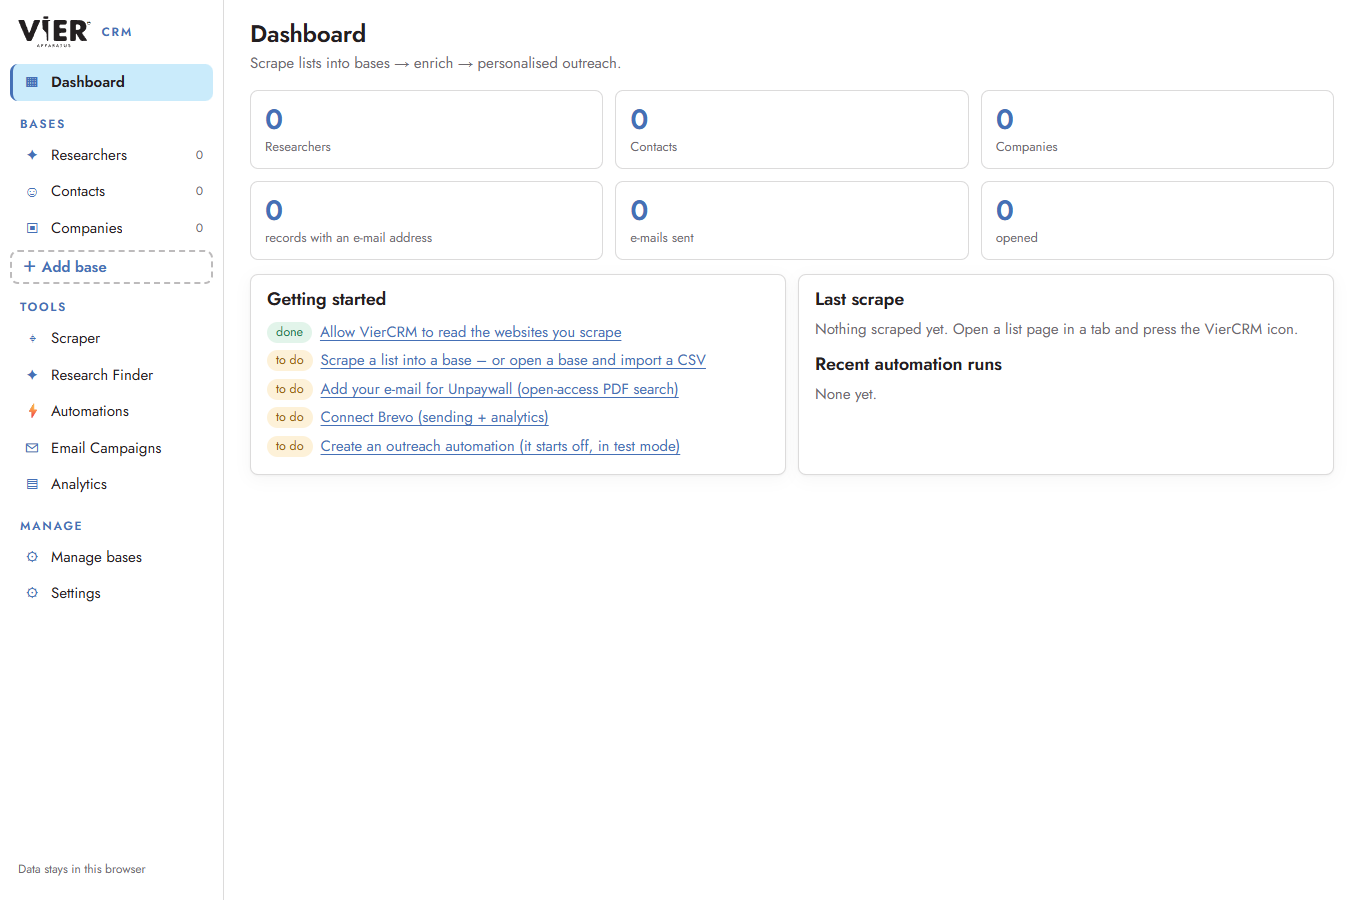 VIER CRM
APPARATUS
Dashboard
BASES
Researchers 0
Contacts 0
Companies 0
+ Add base
TOOLS
Scraper
Research Finder
Automations
Email Campaigns
Analytics
MANAGE
Manage bases
Settings
Data stays in this browser
Dashboard
Scrape lists into bases → enrich → personalised outreach.
0
Researchers
0
Contacts
0
Companies
0
records with an e-mail address
0
e-mails sent
0
opened
Getting started
done Allow VierCRM to read the websites you scrape
to do Scrape a list into a base – or open a base and import a CSV
to do Add your e-mail for Unpaywall (open-access PDF search)
to do Connect Brevo (sending + analytics)
to do Create an outreach automation (it starts off, in test mode)
Last scrape
Nothing scraped yet. Open a list page in a tab and press the VierCRM icon.
Recent automation runs
None yet.